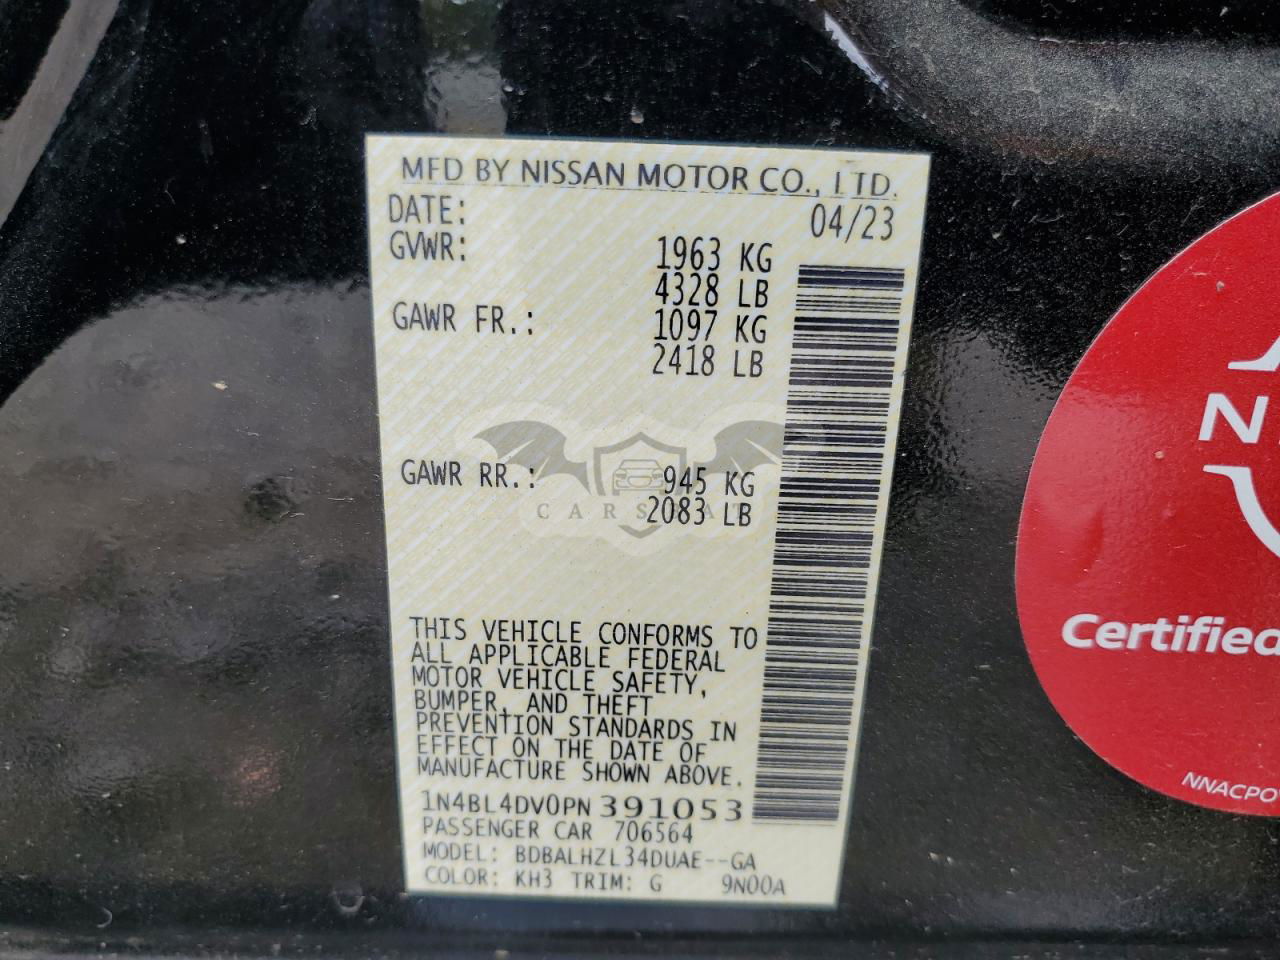 MFD BY NISSAN MOTOR CO., LTD.
DATE: 04/23
GVWR: 1963 KG
4328 LB
GAWR FR.: 1097 KG
2418 LB
GAWR RR.: 945 KG
2083 LB
CARS AT
THIS VEHICLE CONFORMS TO
ALL APPLICABLE FEDERAL
MOTOR VEHICLE SAFETY,
BUMPER, AND THEFT
PREVENTION STANDARDS IN
EFFECT ON THE DATE OF
MANUFACTURE SHOWN ABOVE.
1N4BL4DV0PN391053
PASSENGER CAR 706564
MODEL: BDBALHZL34DUAE--GA
COLOR: KH3 TRIM: G 9N00A
N
Certified
NNACPO